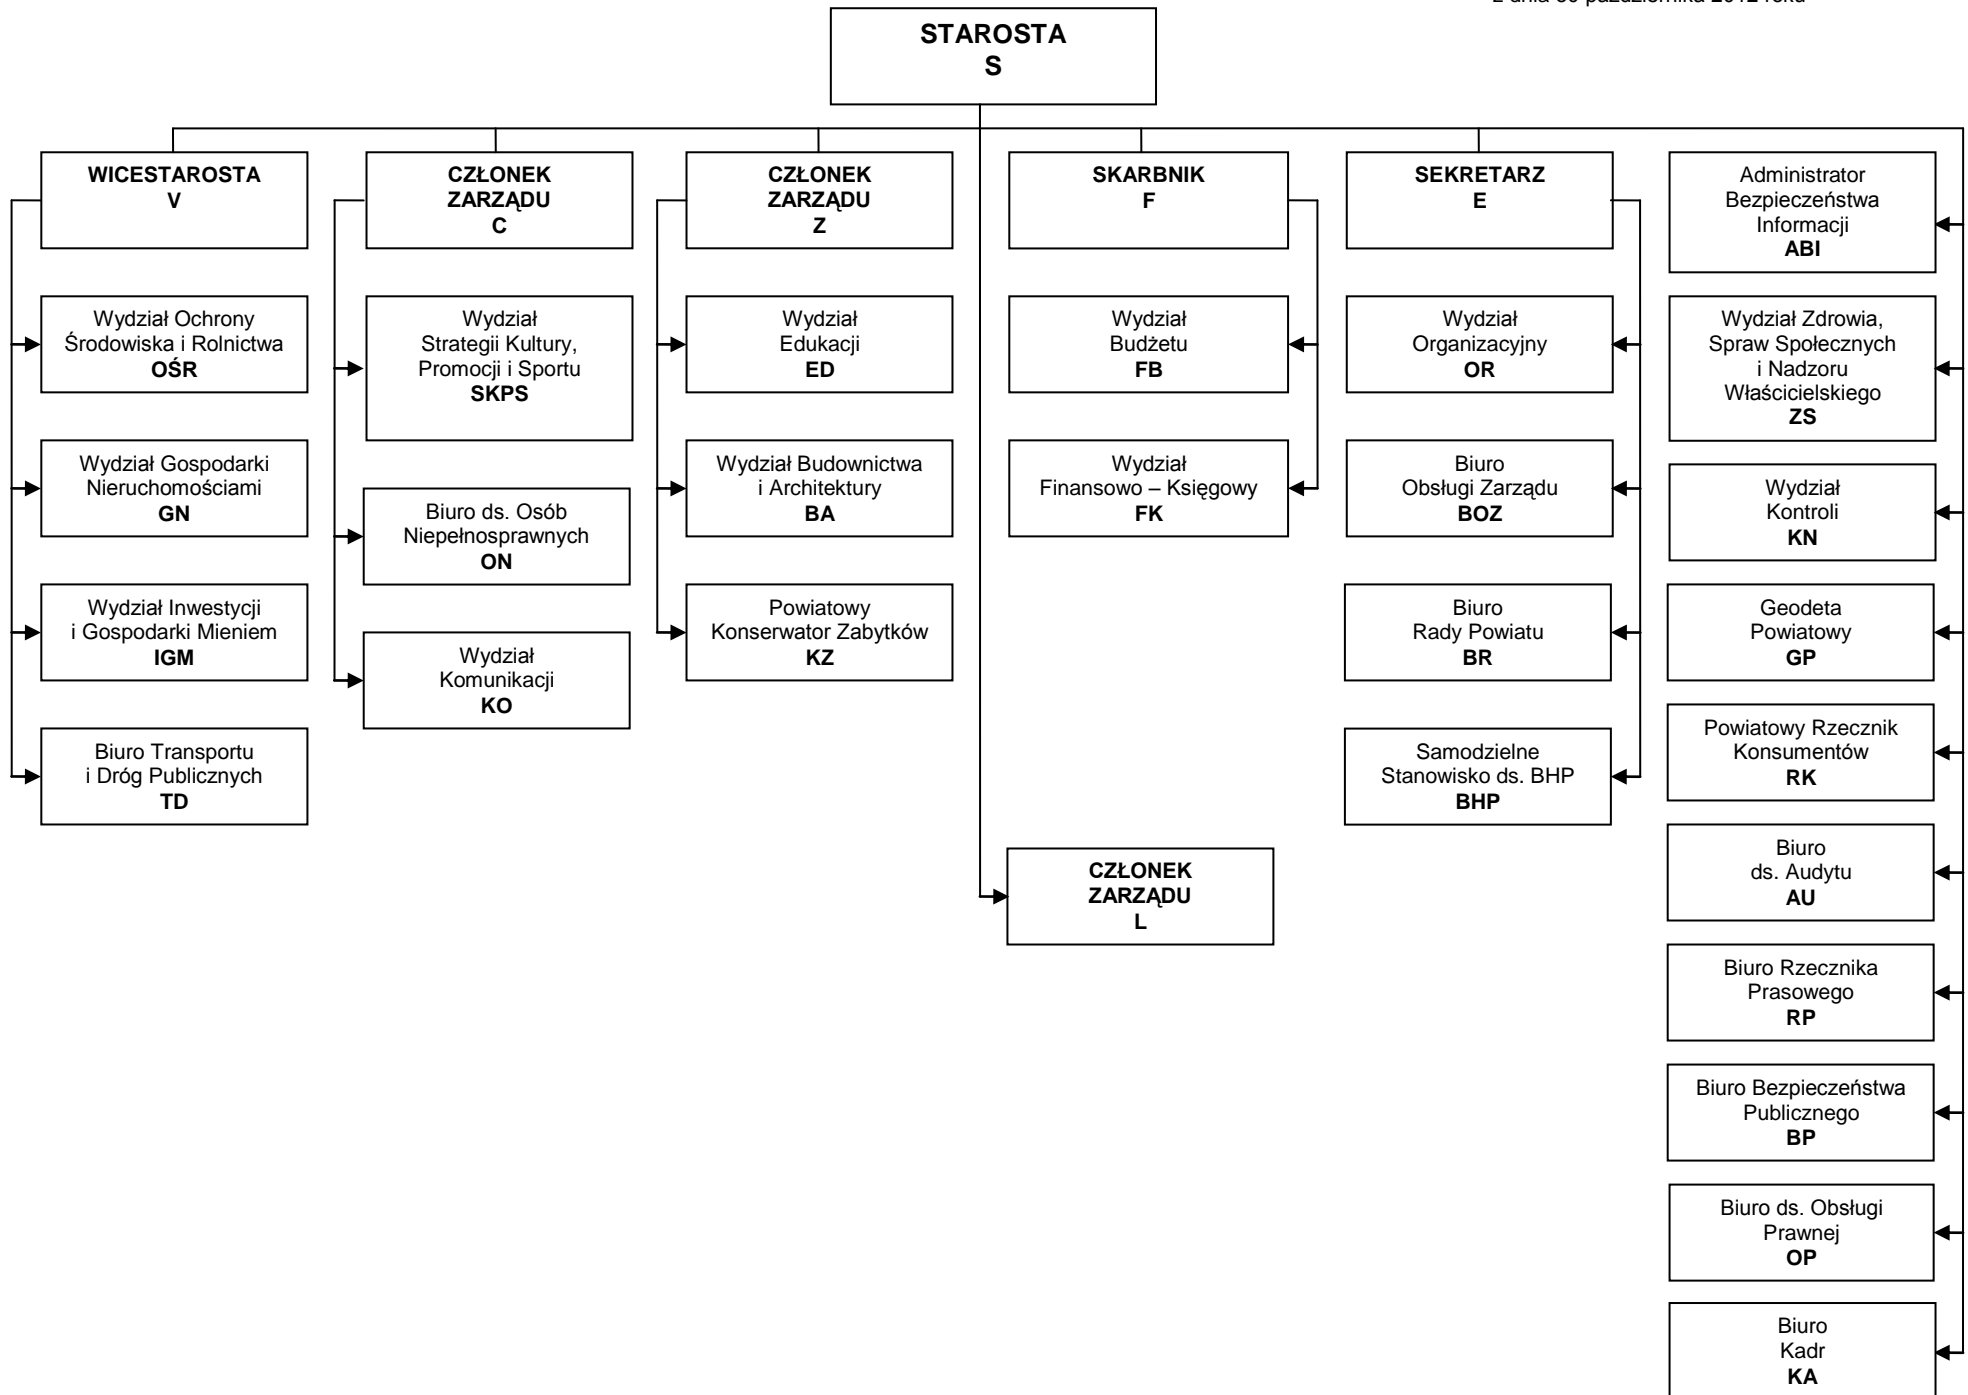 z dnia 30 października 2012 roku
STAROSTA
S
WICESTAROSTA
V
Wydział Ochrony
Środowiska i Rolnictwa
OŚR
Wydział Gospodarki
Nieruchomościami
GN
Wydział Inwestycji
i Gospodarki Mieniem
IGM
Biuro Transportu
i Dróg Publicznych
TD
CZŁONEK
ZARZĄDU
C
Wydział
Strategii Kultury,
Promocji i Sportu
SKPS
Biuro ds. Osób
Niepełnosprawnych
ON
Wydział
Komunikacji
KO
CZŁONEK
ZARZĄDU
Z
Wydział
Edukacji
ED
Wydział Budownictwa
i Architektury
BA
Powiatowy
Konserwator Zabytków
KZ
SKARBNIK
F
Wydział
Budżetu
FB
Wydział
Finansowo – Księgowy
FK
CZŁONEK
ZARZĄDU
L
SEKRETARZ
E
Wydział
Organizacyjny
OR
Biuro
Obsługi Zarządu
BOZ
Biuro
Rady Powiatu
BR
Samodzielne
Stanowisko ds. BHP
BHP
Administrator
Bezpieczeństwa
Informacji
ABI
Wydział Zdrowia,
Spraw Społecznych
i Nadzoru
Właścicielskiego
ZS
Wydział
Kontroli
KN
Geodeta
Powiatowy
GP
Powiatowy Rzecznik
Konsumentów
RK
Biuro
ds. Audytu
AU
Biuro Rzecznika
Prasowego
RP
Biuro Bezpieczeństwa
Publicznego
BP
Biuro ds. Obsługi
Prawnej
OP
Biuro
Kadr
KA